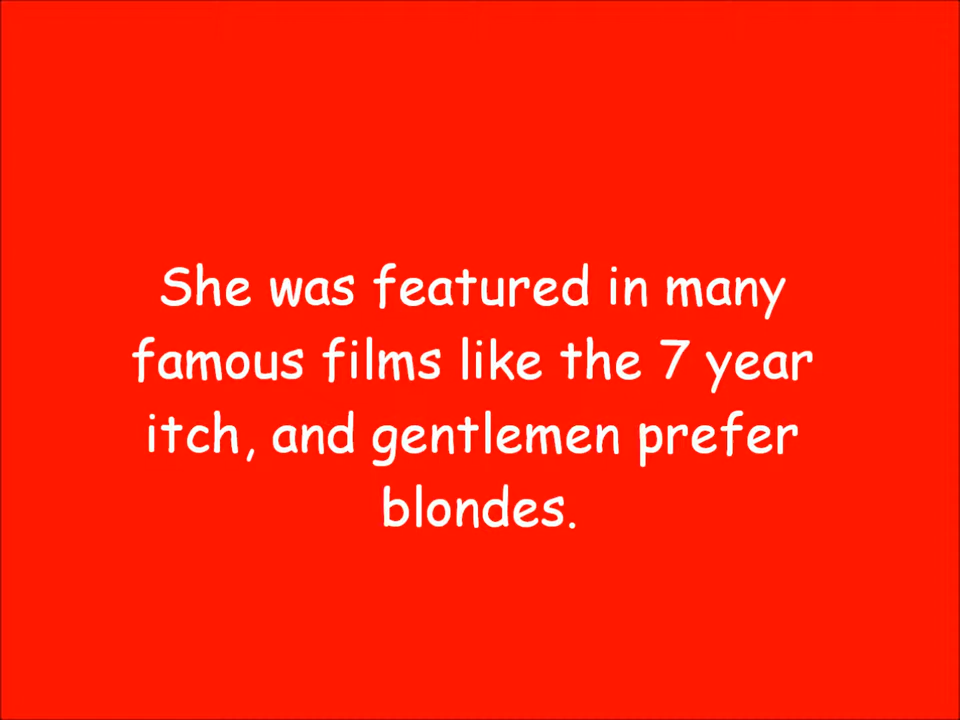 She was featured in many
famous films like the 7 year
itch, and gentlemen prefer
blondes.